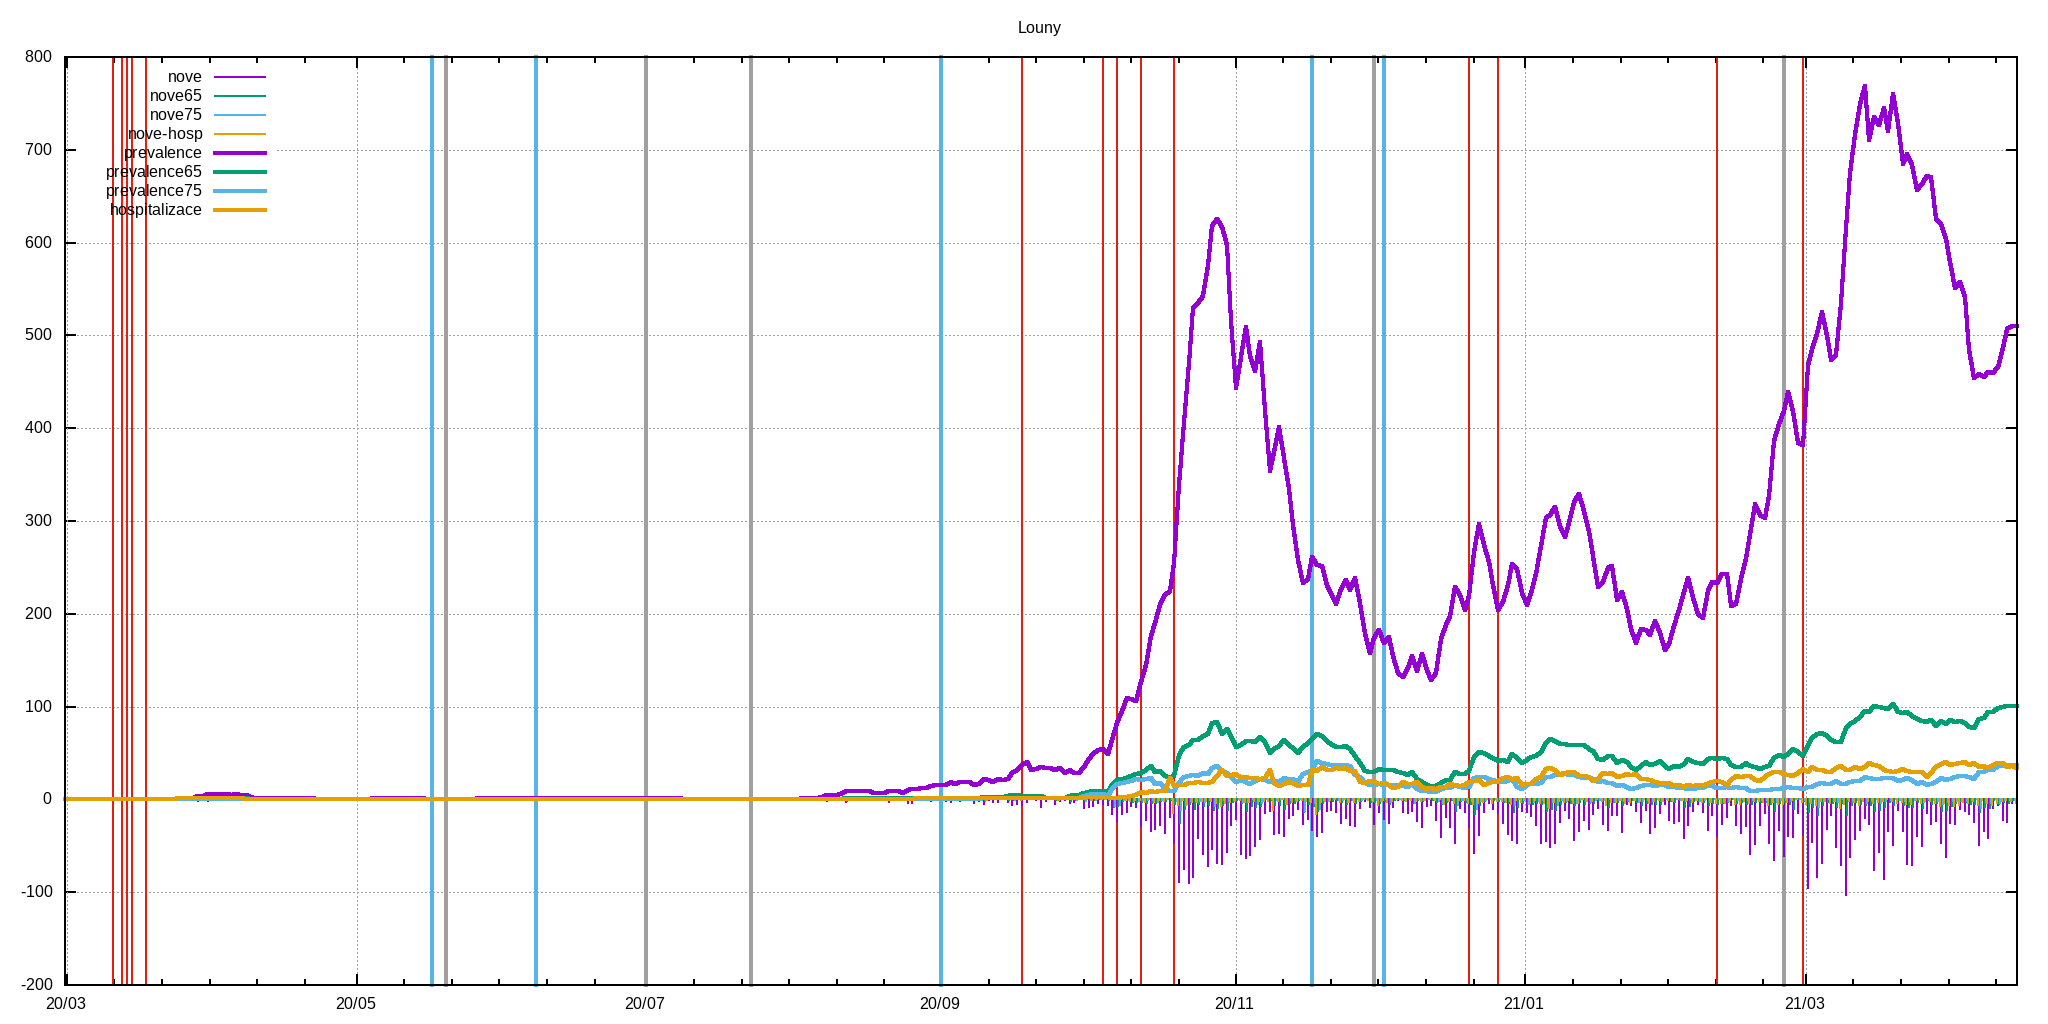 Louny
800
700
600
500
400
300
200
100
0
-100
-200
nove
nove65
nove75
nove-hosp
prevalence
prevalence65
prevalence75
hospitalizace
20/03 20/05 20/07 20/09 20/11 21/01 21/03